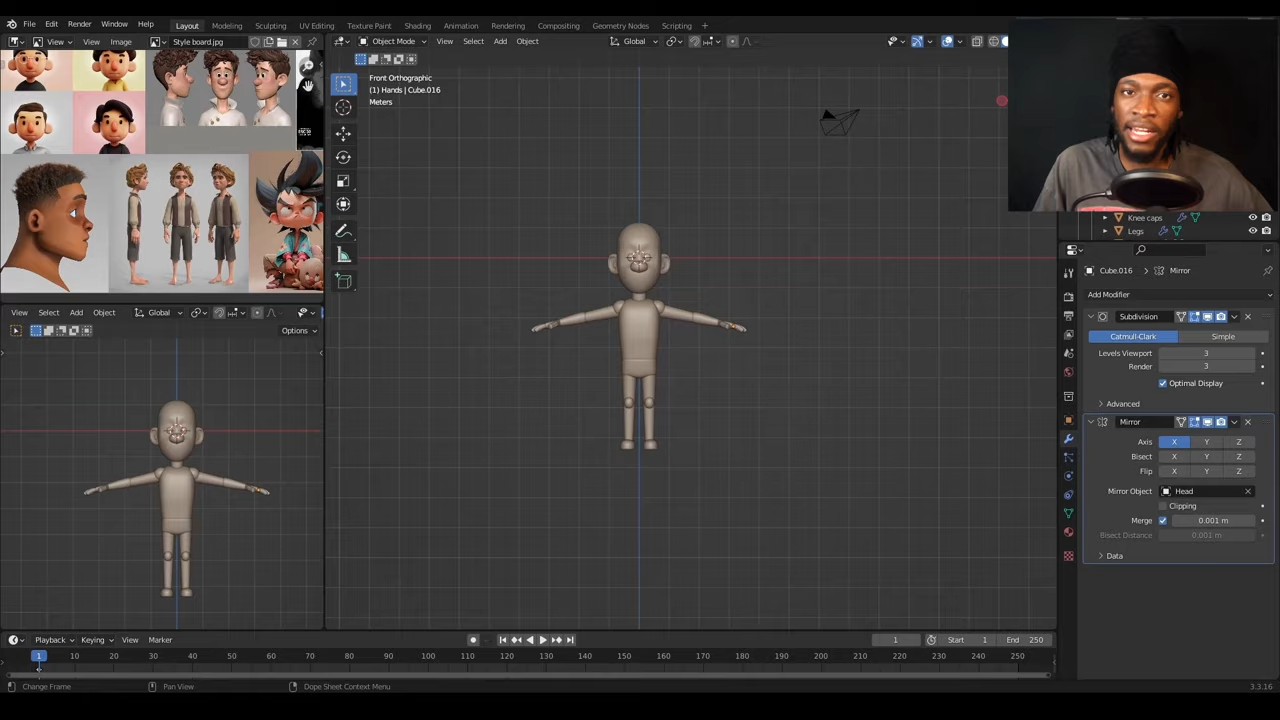 File Edit Render Window Help Layout Modeling Sculpting UV Editing Texture Paint Shading Animation Rendering Compositing Geometry Nodes Scripting +
View View Image Style board.jpg
Object Mode View Select Add Object Global
Front Orthographic
(1) Hands | Cube.016
Meters
Knee caps
Legs
Cube.016 Mirror
Add Modifier
Subdivision
Catmull-Clark Simple
Levels Viewport 3
Render 3
Optimal Display
Advanced
Mirror
Axis X Y Z
Bisect X Y Z
Flip X Y Z
Mirror Object Head
Clipping
Merge 0.001 m
Bisect Distance 0.001 m
Data
View Select Add Object Global
Options
Playback Keying View Marker 1 Start 1 End 250
1 10 20 30 40 50 60 70 80 90 100 110 120 130 140 150 160 170 180 190 200 210 220 230 240 250
Change Frame Pan View Dope Sheet Context Menu 3.3.16